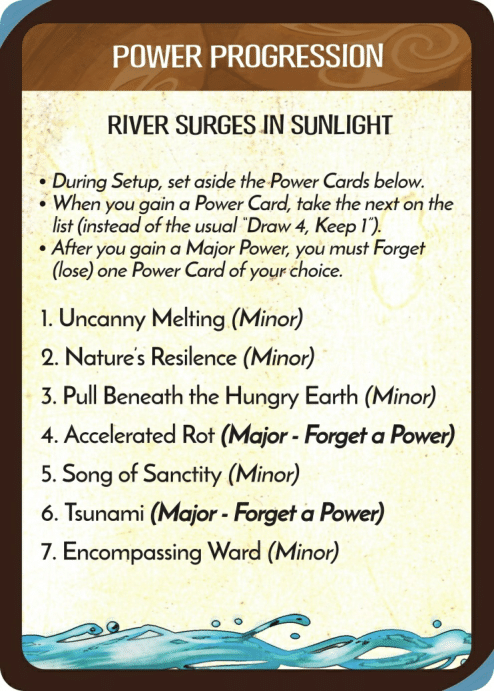 POWER PROGRESSION
RIVER SURGES IN SUNLIGHT
• During Setup, set aside the Power Cards below.
• When you gain a Power Card, take the next on the
list (instead of the usual "Draw 4, Keep 1").
• After you gain a Major Power, you must Forget
(lose) one Power Card of your choice.
1. Uncanny Melting (Minor)
2. Nature's Resilence (Minor)
3. Pull Beneath the Hungry Earth (Minor)
4. Accelerated Rot (Major - Forget a Power)
5. Song of Sanctity (Minor)
6. Tsunami (Major - Forget a Power)
7. Encompassing Ward (Minor)